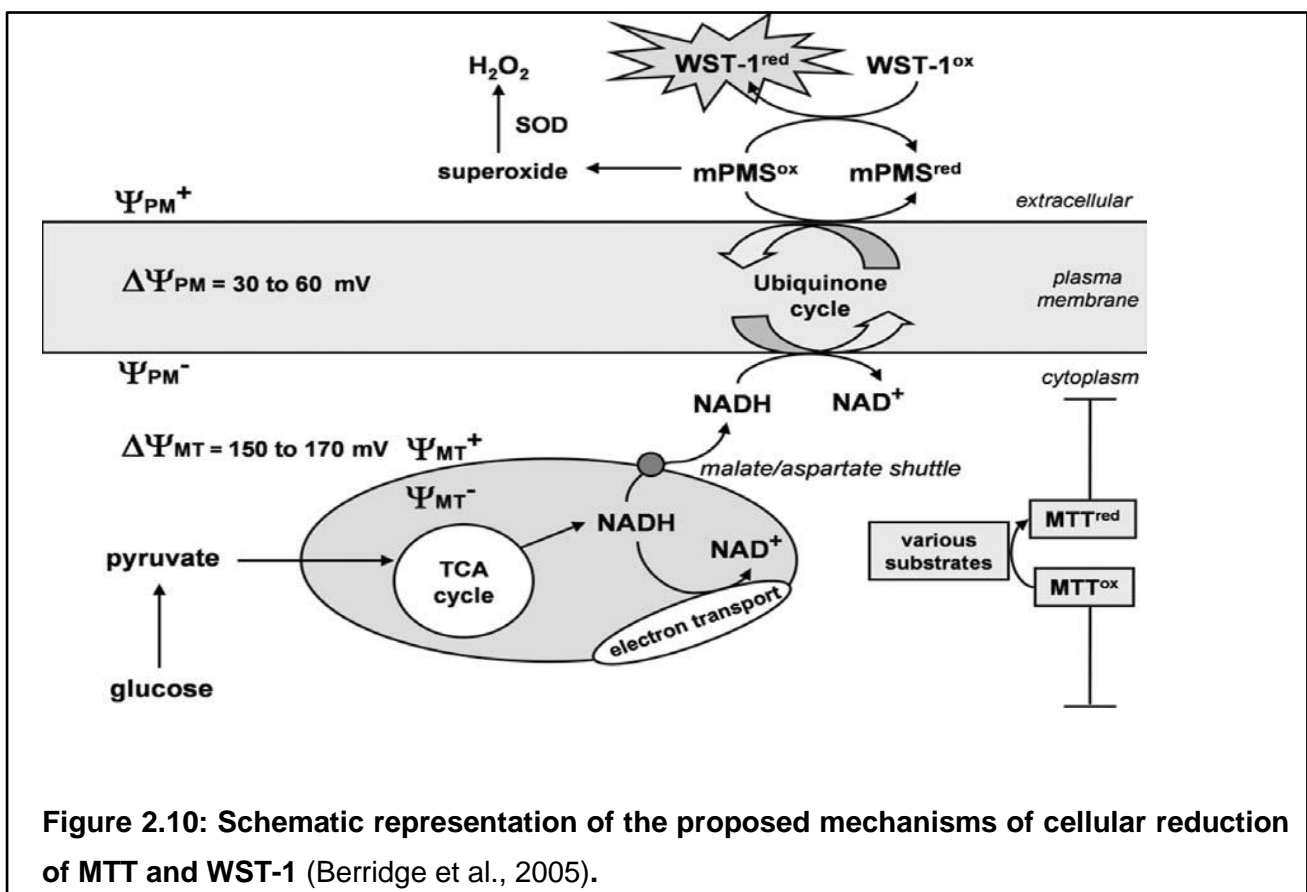 WST-1red
WST-1ox
H2O2
SOD
superoxide
mPMSox
mPMSred
ΨPM+
extracellular
ΔΨPM = 30 to 60 mV
Ubiquinone
cycle
plasma
membrane
ΨPM-
cytoplasm
NADH
NAD+
ΔΨMT = 150 to 170 mV
ΨMT+
malate/aspartate shuttle
ΨMT-
NADH
NAD+
pyruvate
TCA
cycle
electron transport
various
substrates
MTTred
MTTox
glucose
Figure 2.10: Schematic representation of the proposed mechanisms of cellular reduction
of MTT and WST-1 (Berridge et al., 2005).